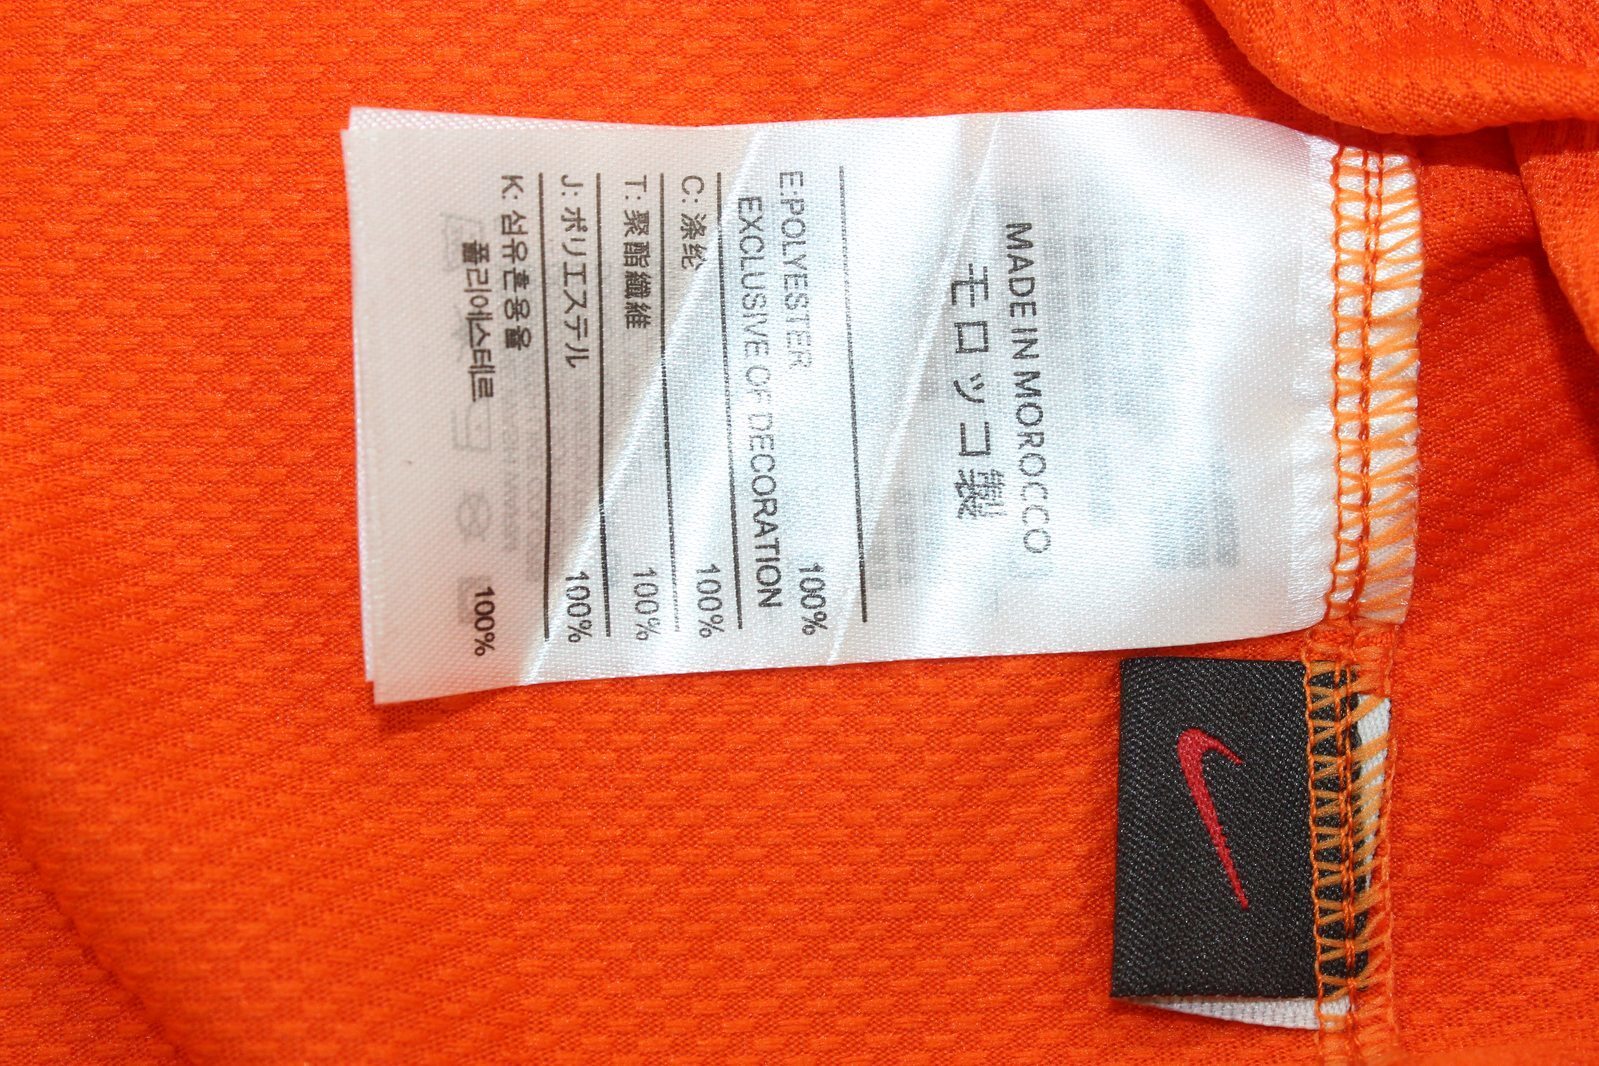 MADE IN MOROCCO
モロッコ製
E:POLYESTER 100%
EXCLUSIVE OF DECORATION
C: 涤纶 100%
T: 聚酯纖維 100%
J: ポリエステル 100%
K: 섬유혼용율
폴리에스테르 100%